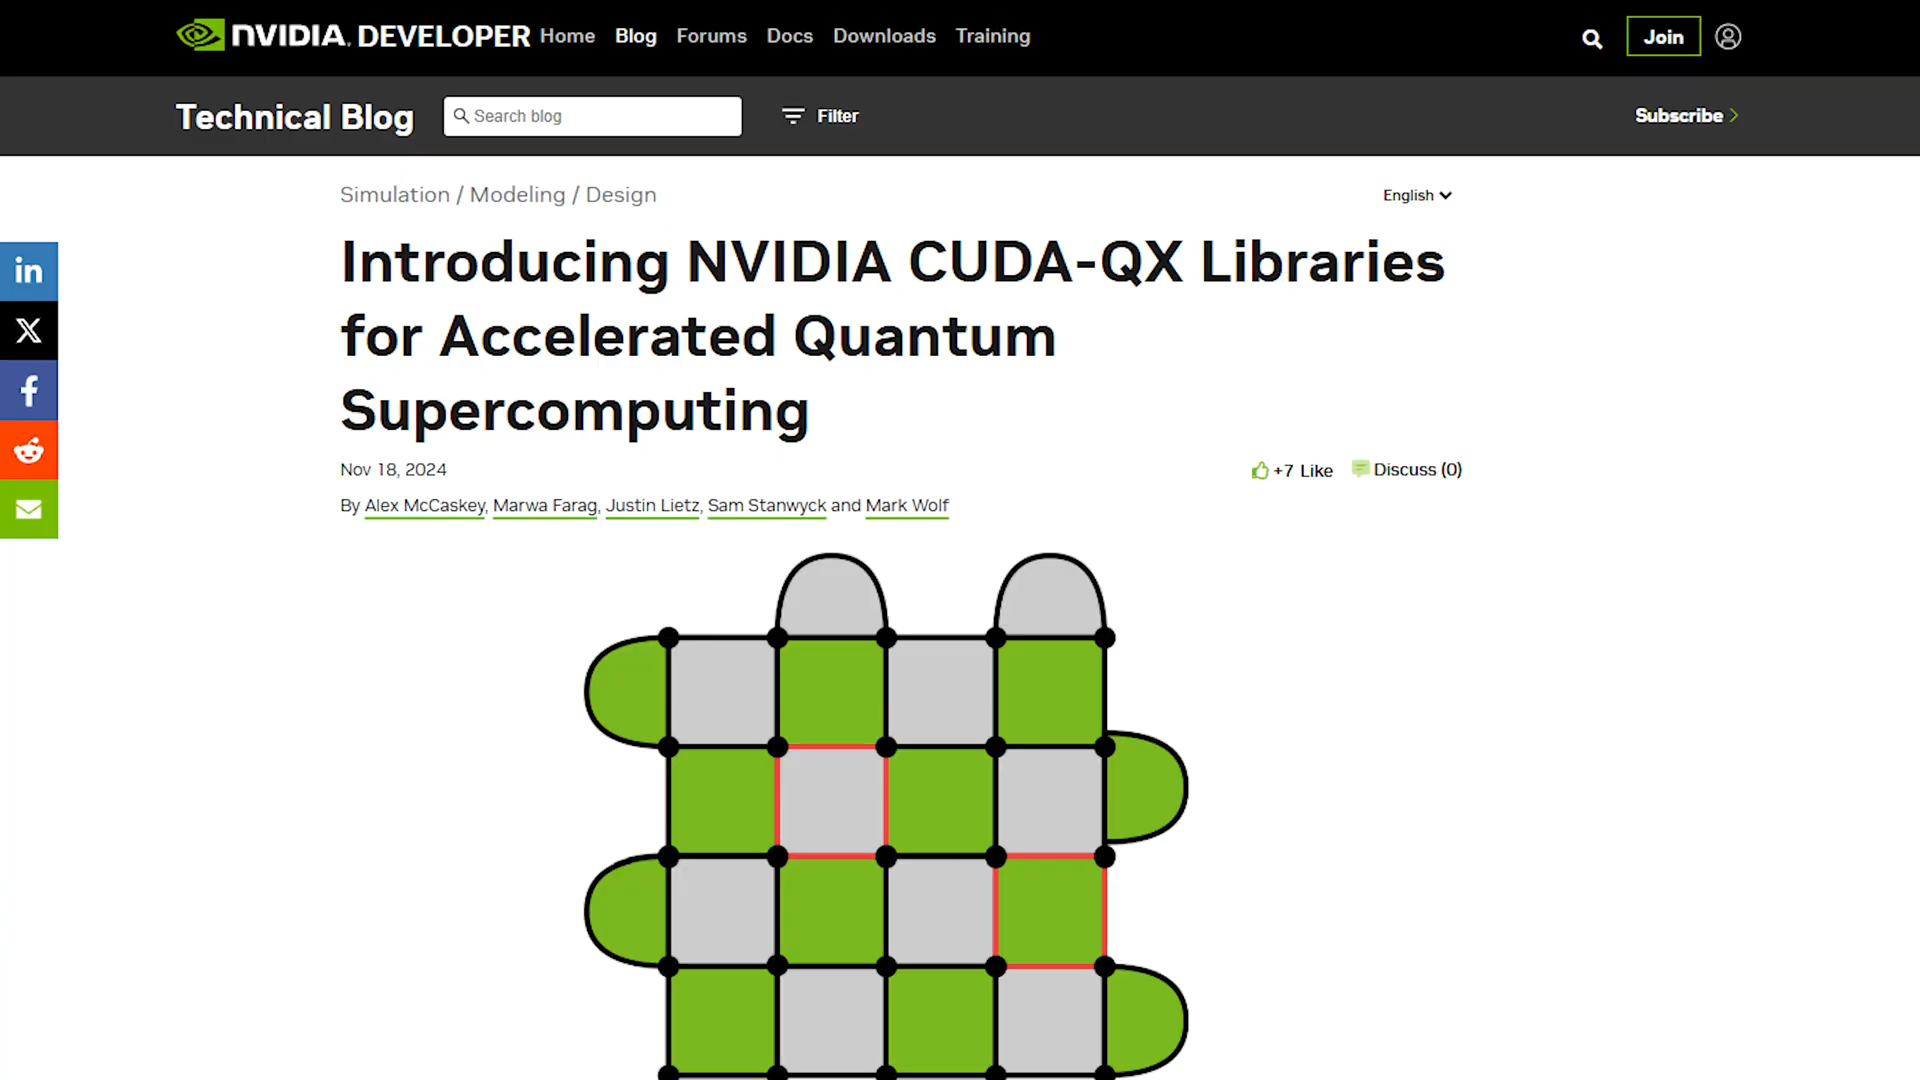 NVIDIA. DEVELOPER Home Blog Forums Docs Downloads Training Join
Technical Blog Search blog Filter Subscribe
Simulation / Modeling / Design English
Introducing NVIDIA CUDA-QX Libraries
for Accelerated Quantum
Supercomputing
Nov 18, 2024 +7 Like Discuss (0)
By Alex McCaskey, Marwa Farag, Justin Lietz, Sam Stanwyck and Mark Wolf